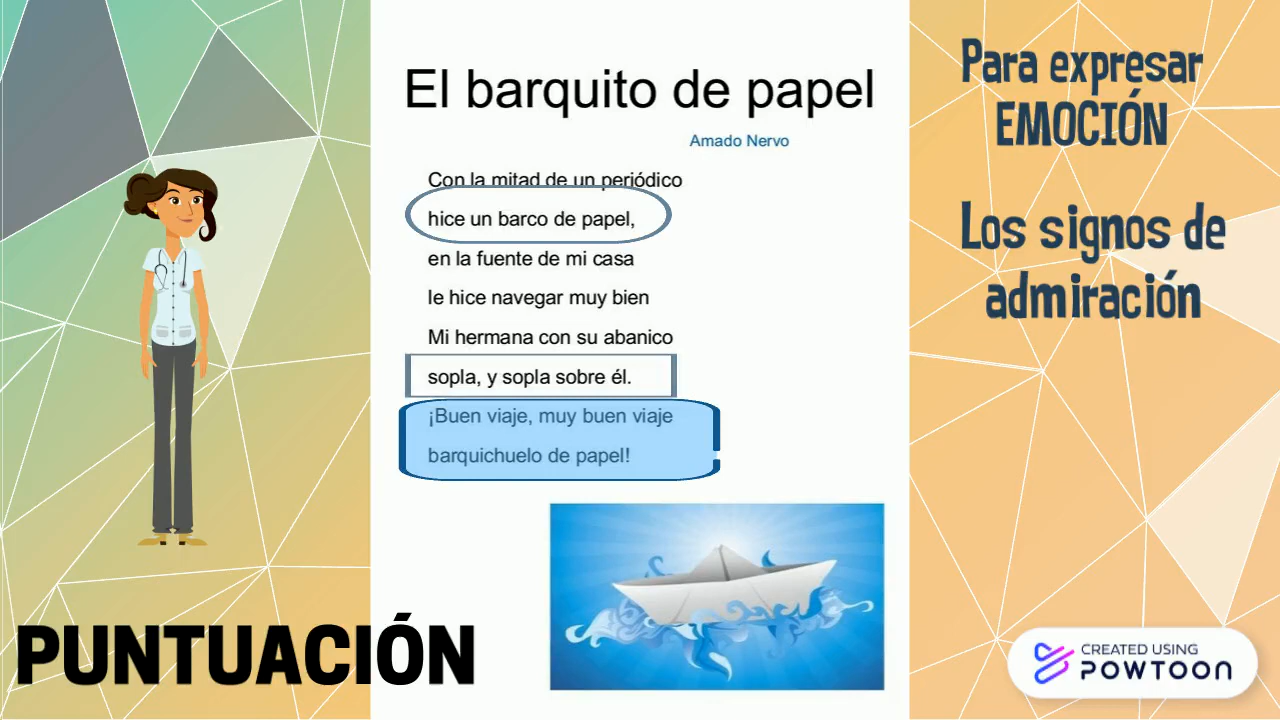 El barquito de papel
Amado Nervo
Con la mitad de un periódico
hice un barco de papel,
en la fuente de mi casa
le hice navegar muy bien
Mi hermana con su abanico
sopla, y sopla sobre él.
¡Buen viaje, muy buen viaje
barquichuelo de papel!
PUNTUACIÓN
Para expresar
EMOCIÓN
Los signos de
admiración
CREATED USING
POWTOON